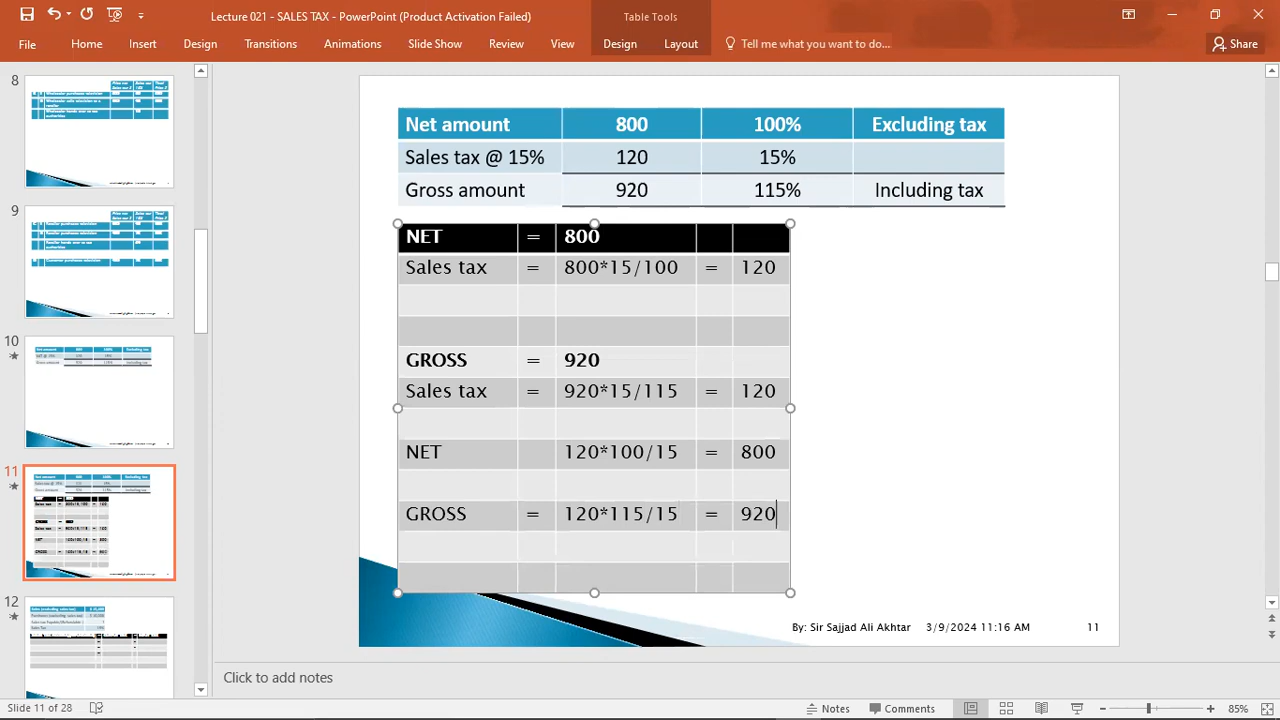 Lecture 021 - SALES TAX - PowerPoint (Product Activation Failed)
Table Tools
File Home Insert Design Transitions Animations Slide Show Review View Design Layout Tell me what you want to do... Share
8
9
10
11
12
Net amount 800 100% Excluding tax
Sales tax @ 15% 120 15%
Gross amount 920 115% Including tax
NET = 800
Sales tax = 800*15/100 = 120
GROSS = 920
Sales tax = 920*15/115 = 120
NET = 120*100/15 = 800
GROSS = 120*115/15 = 920
Sir Sajjad Ali Akhtar 3/9/2024 11:16 AM 11
Click to add notes
Slide 11 of 28 Notes Comments 85%